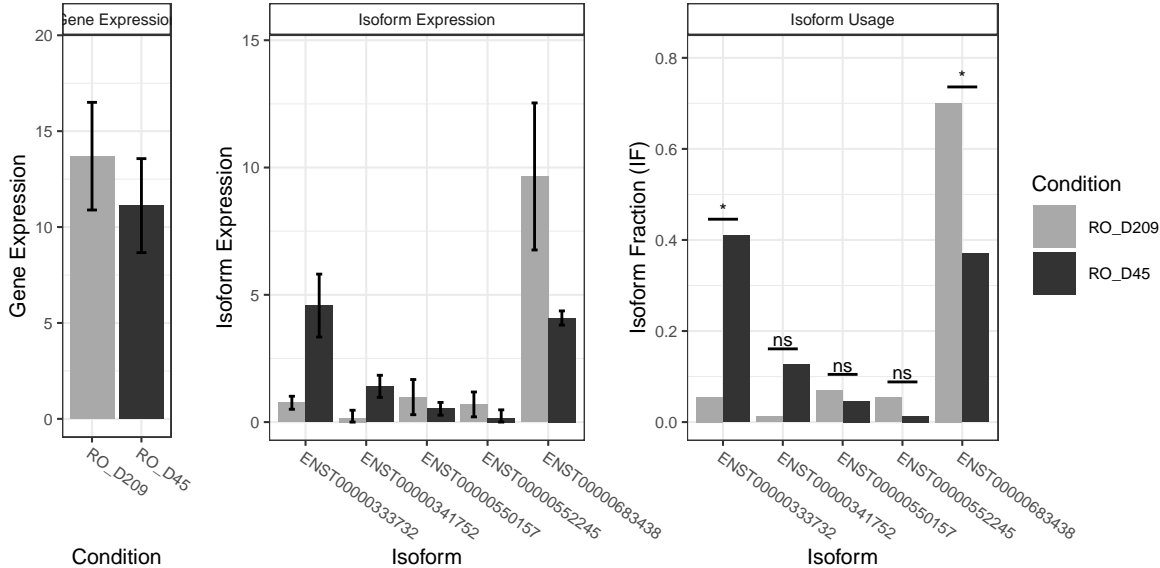 Gene Expression
Gene Expression
20
15
10
5
0
RO_D209
RO_D45
Condition
Isoform Expression
Isoform Expression
15
10
5
0
ENST00000333732
ENST00000341752
ENST00000550157
ENST00000552245
ENST00000683438
Isoform
Isoform Usage
Isoform Fraction (IF)
0.8
0.6
0.4
0.2
0.0
*
ns
ns
ns
*
ENST00000333732
ENST00000341752
ENST00000550157
ENST00000552245
ENST00000683438
Isoform
Condition
RO_D209
RO_D45